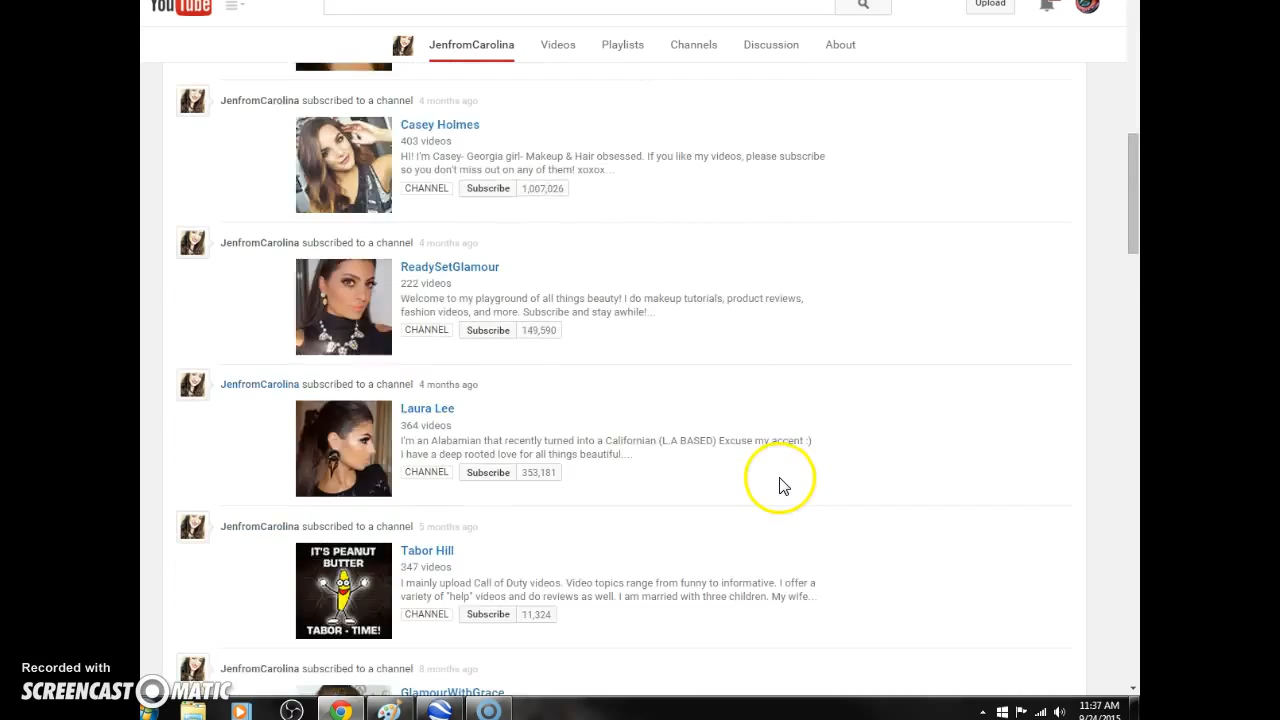 YouTube
Upload
JenfromCarolina Videos Playlists Channels Discussion About
JenfromCarolina subscribed to a channel 4 months ago
Casey Holmes
403 videos
HI! I'm Casey- Georgia girl- Makeup & Hair obsessed. If you like my videos, please subscribe
so you don't miss out on any of them! xoxox...
CHANNEL Subscribe 1,007,026
JenfromCarolina subscribed to a channel 4 months ago
ReadySetGlamour
222 videos
Welcome to my playground of all things beauty! I do makeup tutorials, product reviews,
fashion videos, and more. Subscribe and stay awhile!...
CHANNEL Subscribe 149,590
JenfromCarolina subscribed to a channel 4 months ago
Laura Lee
364 videos
I'm an Alabamian that recently turned into a Californian (L.A BASED) Excuse my accent :)
i have a deep rooted love for all things beautiful....
CHANNEL Subscribe 353,181
JenfromCarolina subscribed to a channel 5 months ago
IT'S PEANUT
BUTTER
TABOR - TIME!
Tabor Hill
347 videos
I mainly upload Call of Duty videos. Video topics range from funny to informative. I offer a
variety of "help" videos and do reviews as well. I am married with three children. My wife...
CHANNEL Subscribe 11,324
JenfromCarolina subscribed to a channel 8 months ago
GlamourWithGrace
Recorded with
SCREENCAST MATIC
11:37 AM
9/24/2015